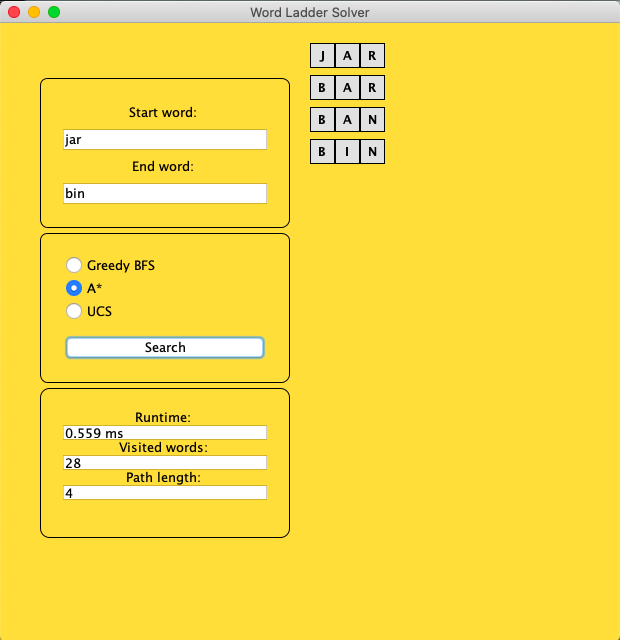 Word Ladder Solver
Start word:
jar
End word:
bin
Greedy BFS
A*
UCS
Search
Runtime:
0.559 ms
Visited words:
28
Path length:
4
J A R
B A R
B A N
B I N